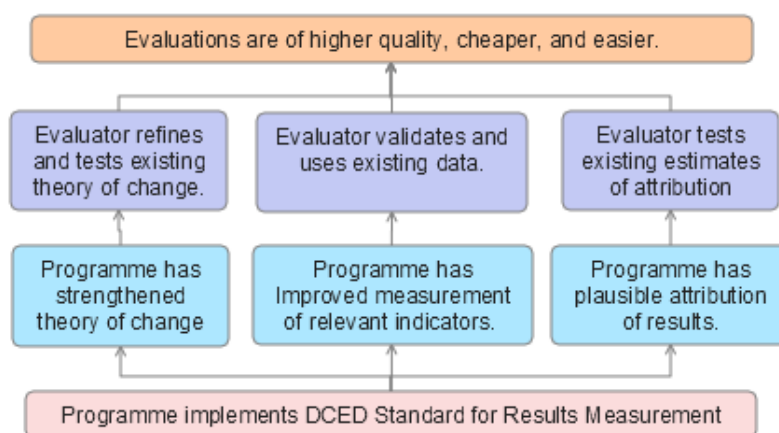 Evaluations are of higher quality, cheaper, and easier.
Evaluator refines
and tests existing
theory of change.
Evaluator validates and
uses existing data.
Evaluator tests
existing estimates
of attribution
Programme has
strengthened
theory of change
Programme has
Improved measurement
of relevant indicators.
Programme has
plausible attribution
of results.
Programme implements DCED Standard for Results Measurement